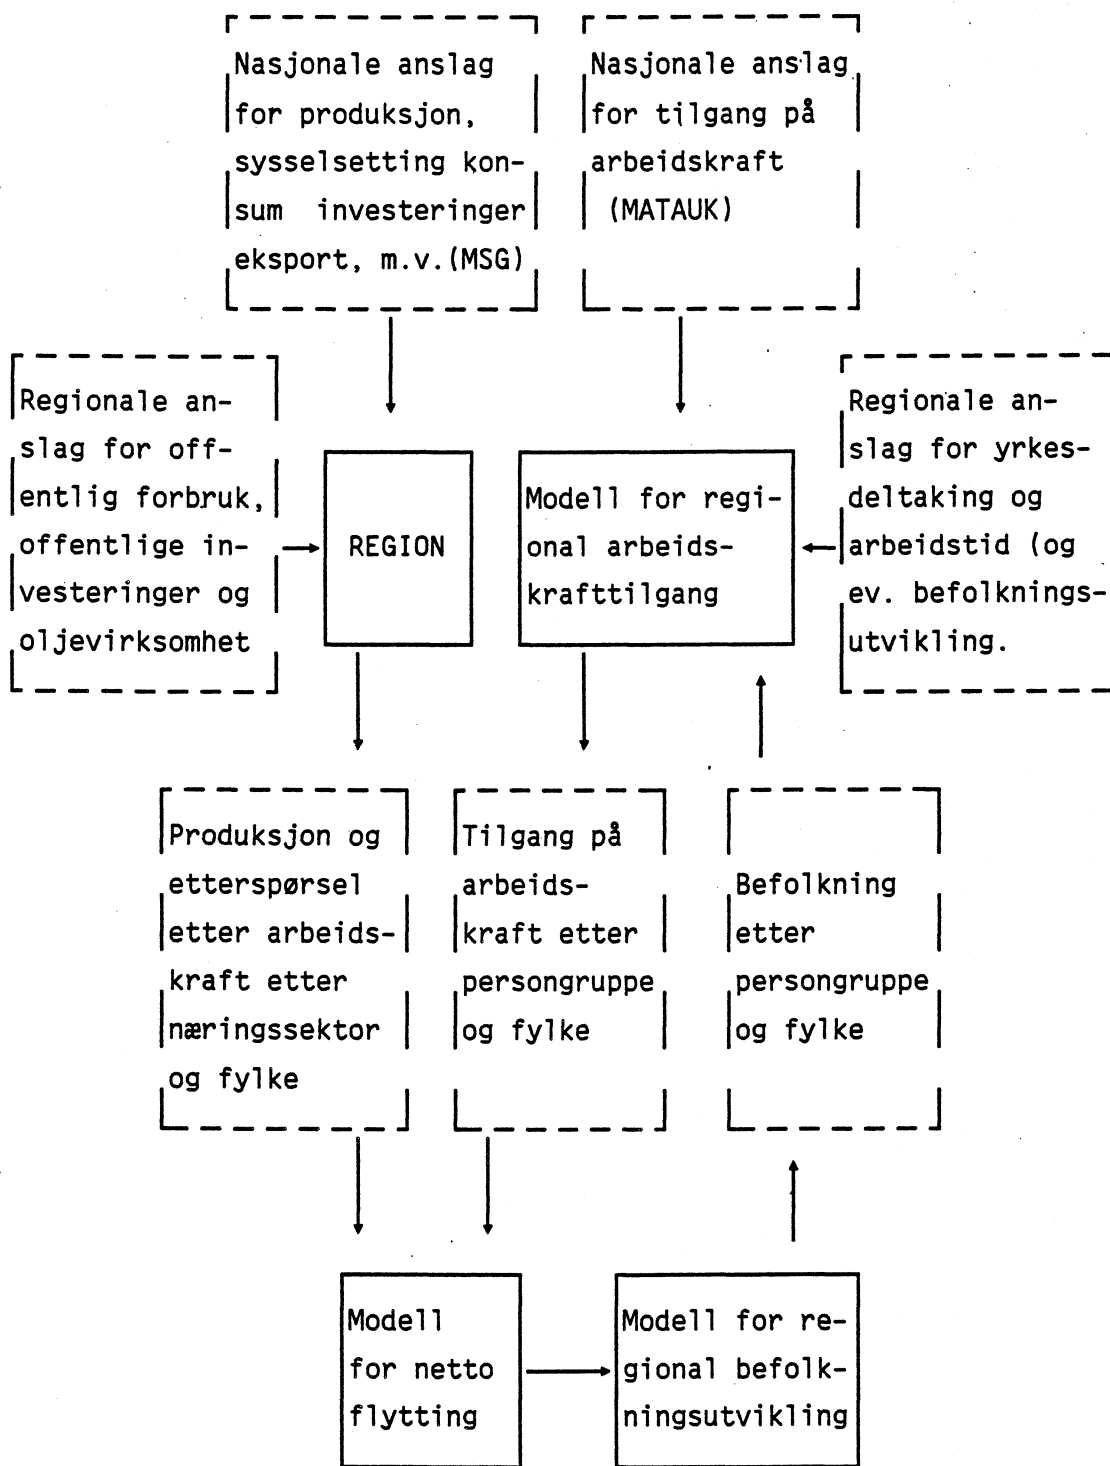 Nasjonale anslag
for produksjon,
sysselsetting kon-
sum investeringer
eksport, m.v.(MSG)
Nasjonale anslag
for tilgang på
arbeidskraft
(MATAUK)
Regionale an-
slag for off-
entlig forbruk,
offentlige in-
vesteringer og
oljevirksomhet
REGION
Modell for regi-
onal arbeids-
krafttilgang
Regionale an-
slag for yrkes-
deltaking og
arbeidstid (og
ev. befolknings-
utvikling.
Produksjon og
etterspørsel
etter arbeids-
kraft etter
næringssektor
og fylke
Tilgang på
arbeids-
kraft etter
persongruppe
og fylke
Befolkning
etter
persongruppe
og fylke
Modell
for netto
flytting
Modell for re-
gional befolk-
ningsutvikling